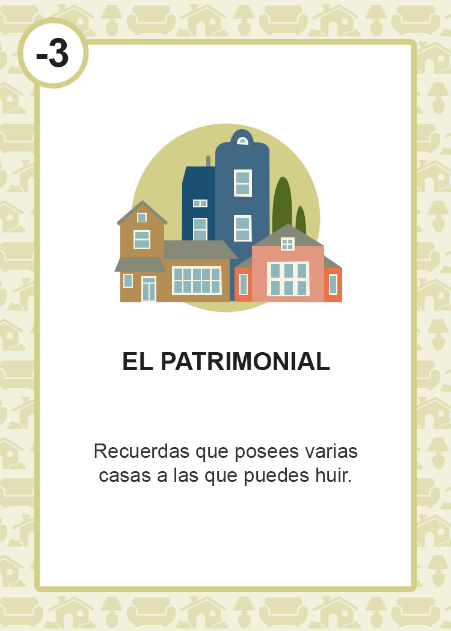 -3
EL PATRIMONIAL
Recuerdas que posees varias
casas a las que puedes huir.